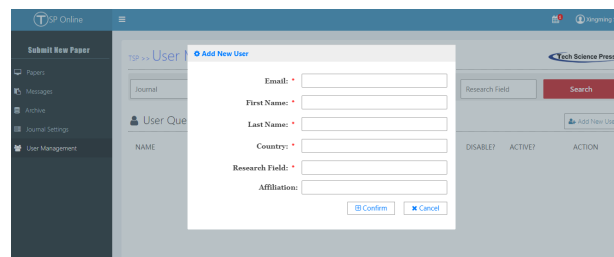 TSP Online
Xingming
Submit New Paper
Papers
Messages
Archive
Journal Settings
User Management
TSP >> User M
Tech Science Press
Journal
Research Field
Search
User Que
Add New Use
NAME
DISABLE?
ACTIVE?
ACTION
Add New User
Email: *
First Name: *
Last Name: *
Country: *
Research Field: *
Affiliation:
Confirm
Cancel